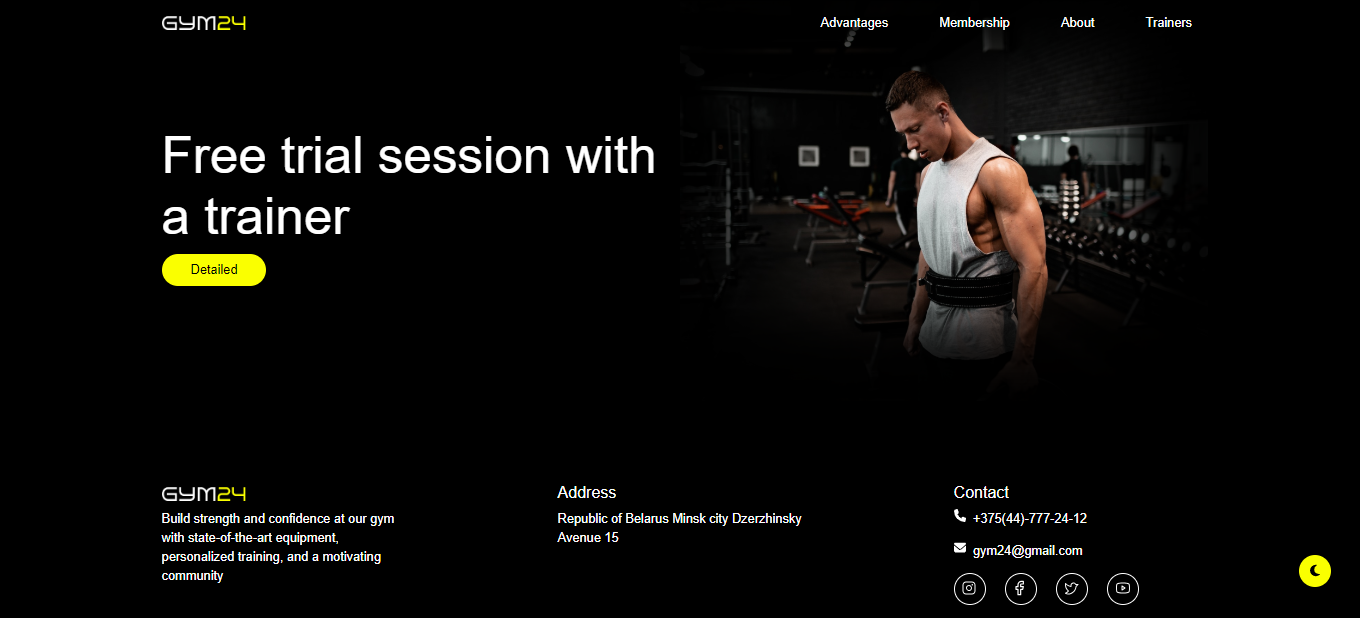 GYM24
Advantages
Membership
About
Trainers
Free trial session with
a trainer
Detailed
GYM24
Build strength and confidence at our gym
with state-of-the-art equipment,
personalized training, and a motivating
community
Address
Republic of Belarus Minsk city Dzerzhinsky
Avenue 15
Contact
+375(44)-777-24-12
gym24@gmail.com